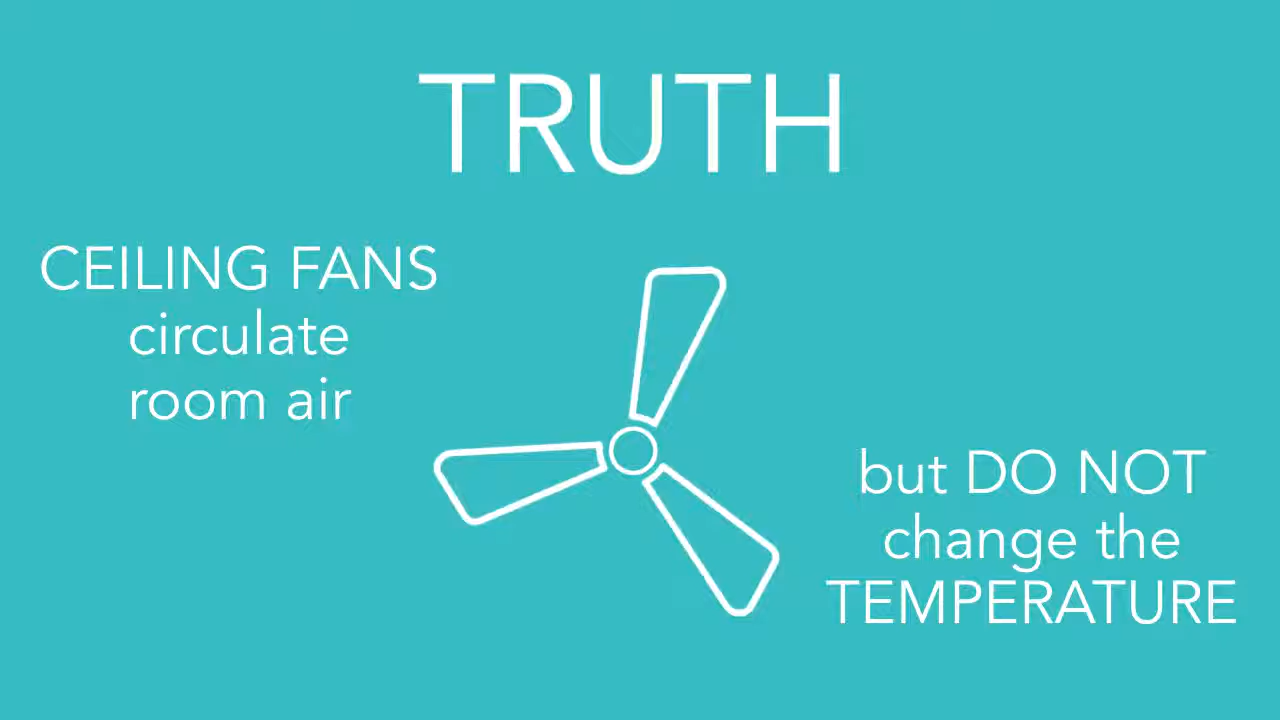 TRUTH
CEILING FANS
circulate
room air
but DO NOT
change the
TEMPERATURE